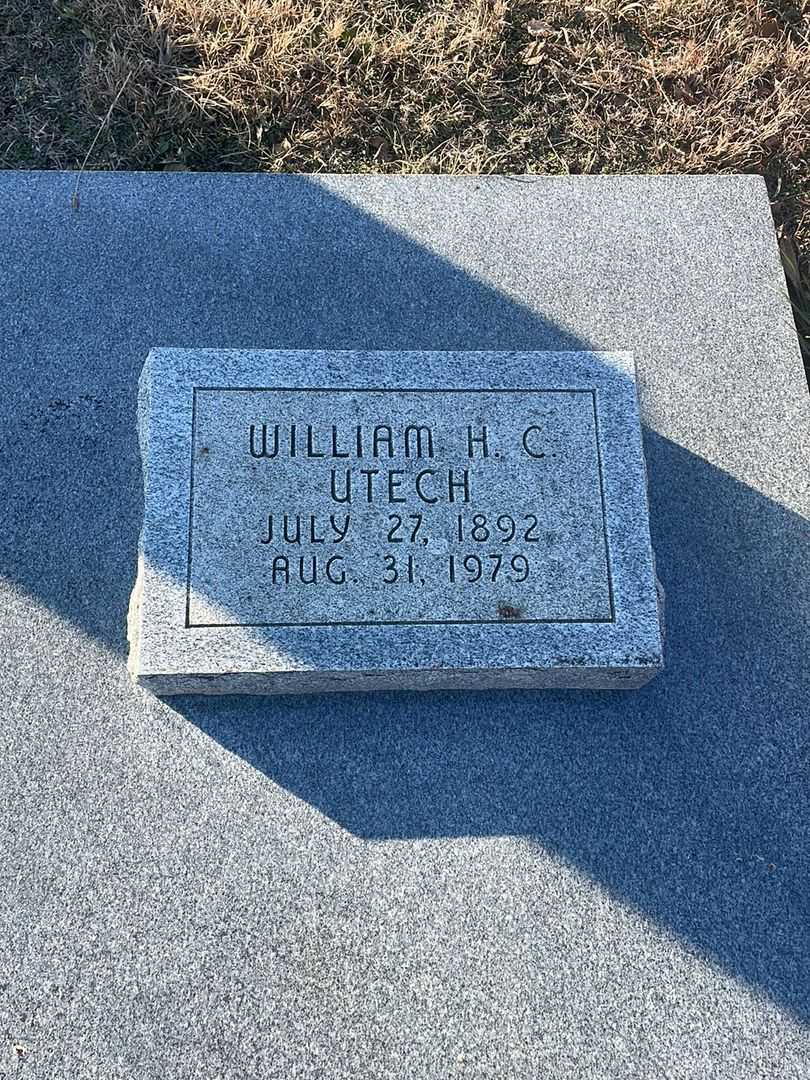 WILLIAM H. C.
UTECH
JULY 27, 1892
AUG. 31, 1979